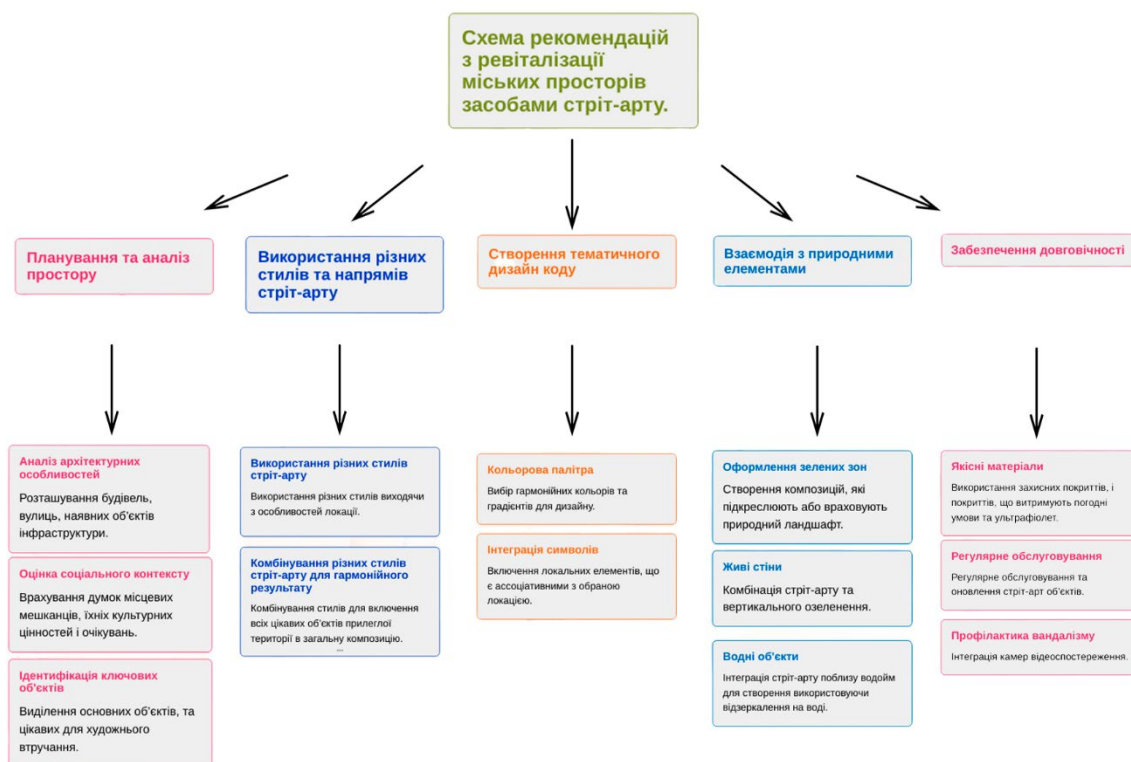 Схема рекомендацій
з ревіталізації
міських просторів
засобами стріт-арту.
Планування та аналіз
простору
Використання різних
стилів та напрямів
стріт-арту
Створення тематичного
дизайн коду
Взаємодія з природними
елементами
Забезпечення довговічності
Аналіз архітектурних
особливостей
Розташування будівель,
вулиць, наявних об'єктів
інфраструктури.
Оцінка соціального контексту
Врахування думок місцевих
мешканців, їхніх культурних
цінностей і очікувань.
Ідентифікація ключових
об'єктів
Виділення основних об'єктів, та
цікавих для художнього
втручання.
Використання різних стилів
стріт-арту
Використання різних стилів виходячи
з особливостей локації.
Комбінування різних стилів
стріт-арту для гармонійного
результату
Комбінування стилів для включення
всіх цікавих об'єктів прилеглої
території в загальну композицію.
Кольорова палітра
Вибір гармонійних кольорів та
градієнтів для дизайну.
Інтеграція символів
Включення локальних елементів, що
є асоціативними з обраною
локацією.
Оформлення зелених зон
Створення композицій, які
підкреслюють або враховують
природний ландшафт.
Живі стіни
Комбінація стріт-арту та
вертикального озеленення.
Водні об'єкти
Інтеграція стріт-арту поблизу водойм
для створення використовуючи
відзеркалення на воді.
Якісні матеріали
Використання захисних покриттів, і
покриттів, що витримують погодні
умови та ультрафіолет.
Регулярне обслуговування
Регулярне обслуговування та
оновлення стріт-арт об'єктів.
Профілактика вандалізму
Інтеграція камер відеоспостереження.